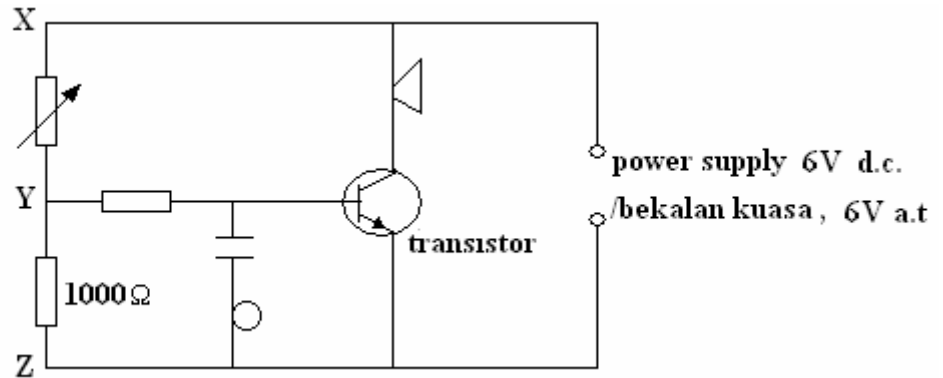 X
power supply 6V d.c.
Y
/bekalan kuasa , 6V a.t
transistor
1000Ω
Z